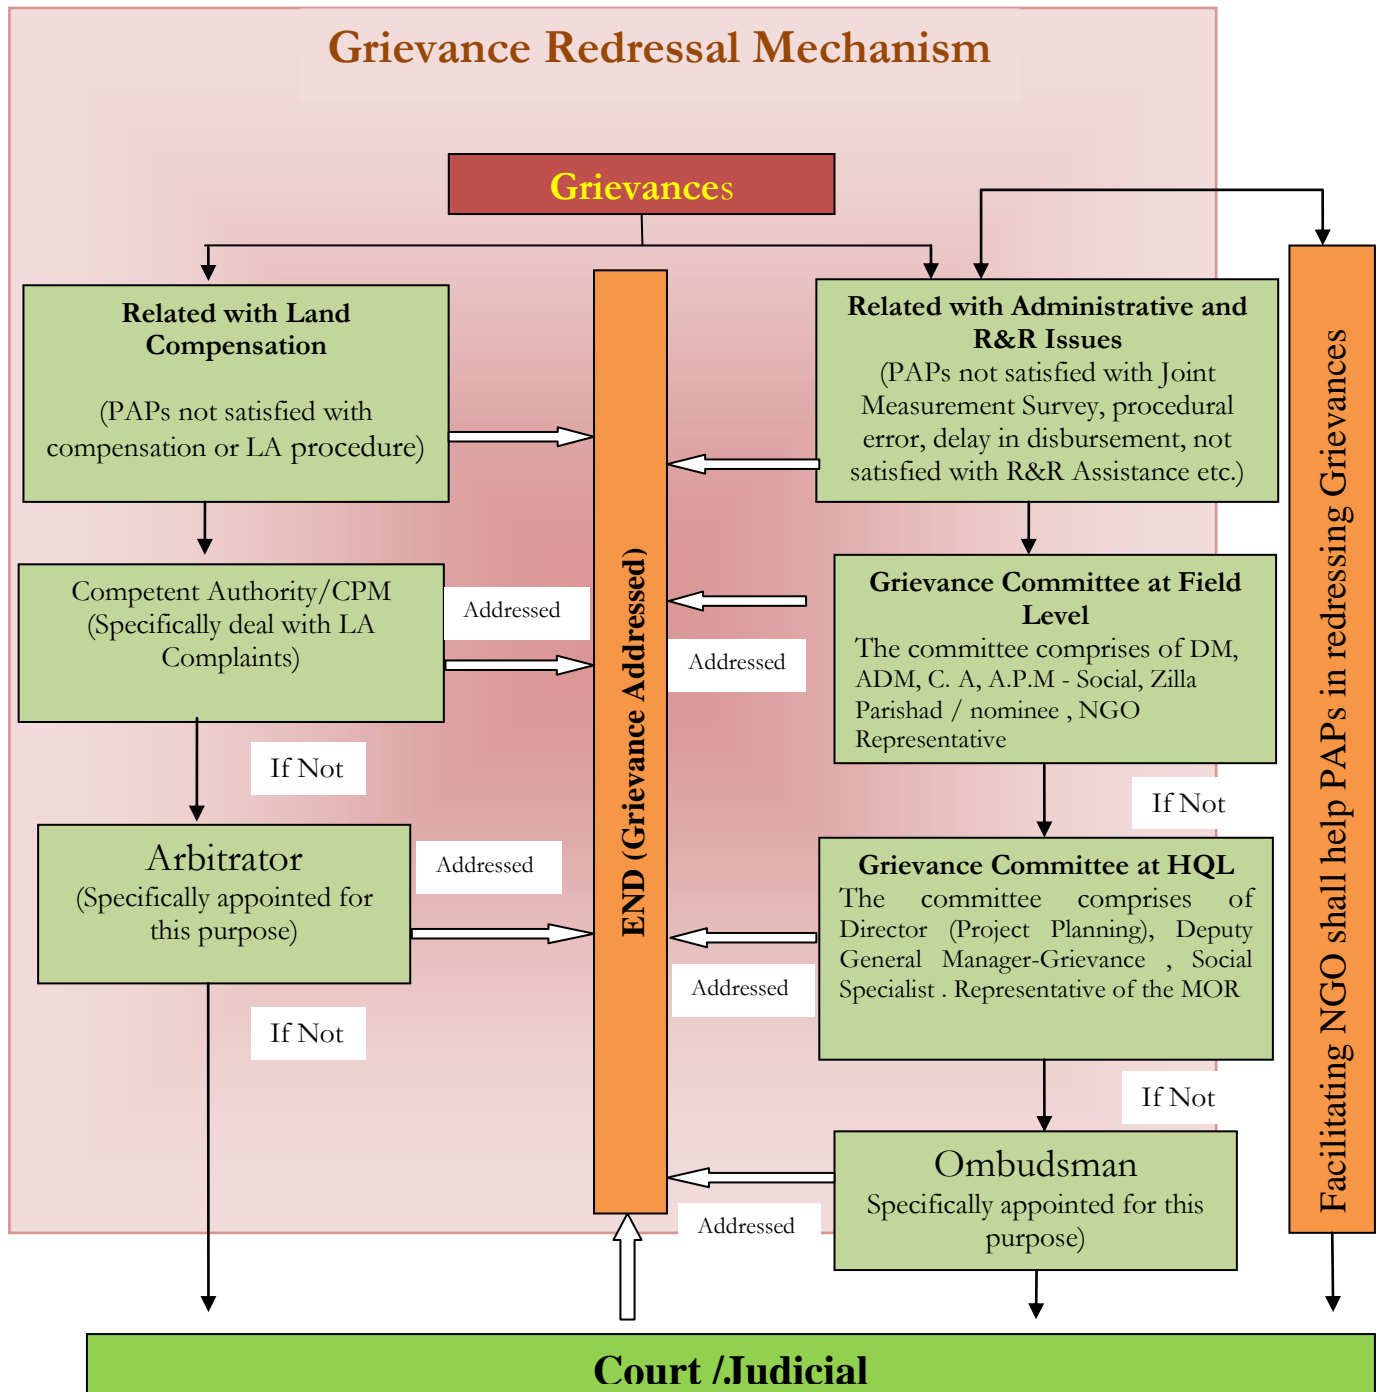 Grievance Redressal Mechanism
Grievances
Related with Land
Compensation
(PAPs not satisfied with
compensation or LA procedure)
Related with Administrative and
R&R Issues
(PAPs not satisfied with Joint
Measurement Survey, procedural
error, delay in disbursement, not
satisfied with R&R Assistance etc.)
Competent Authority/CPM
(Specifically deal with LA
Complaints)
Addressed
Addressed
Grievance Committee at Field
Level
The committee comprises of DM,
ADM, C. A, A.P.M - Social, Zilla
Parishad / nominee , NGO
Representative
If Not
If Not
Arbitrator
(Specifically appointed for
this purpose)
Addressed
Addressed
Grievance Committee at HQL
The committee comprises of
Director (Project Planning), Deputy
General Manager-Grievance , Social
Specialist . Representative of the MOR
If Not
If Not
Ombudsman
Specifically appointed for this
purpose)
Addressed
END (Grievance Addressed)
Facilitating NGO shall help PAPs in redressing Grievances
Court /Judicial